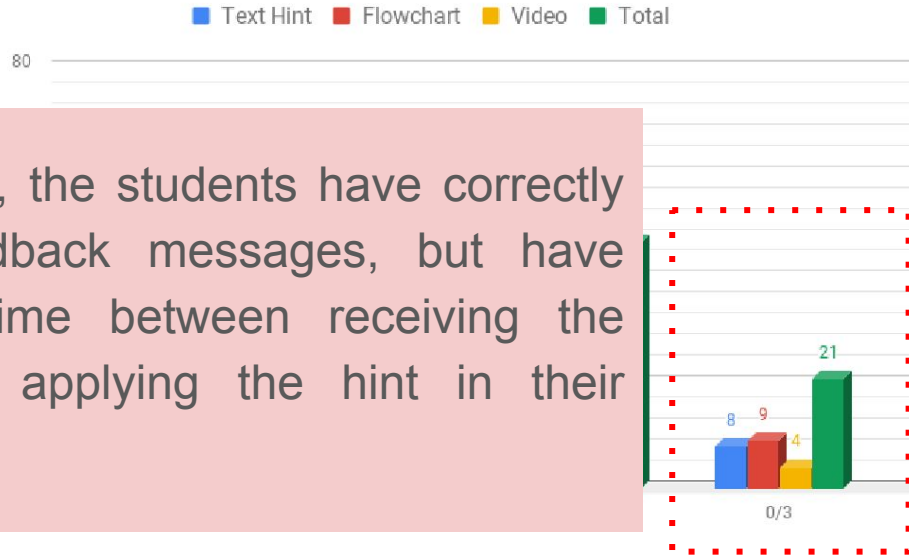 Text Hint Flowchart Video Total
80
, the students have correctly
dback messages, but have
ime between receiving the
applying the hint in their
21
8 9 4
0/3